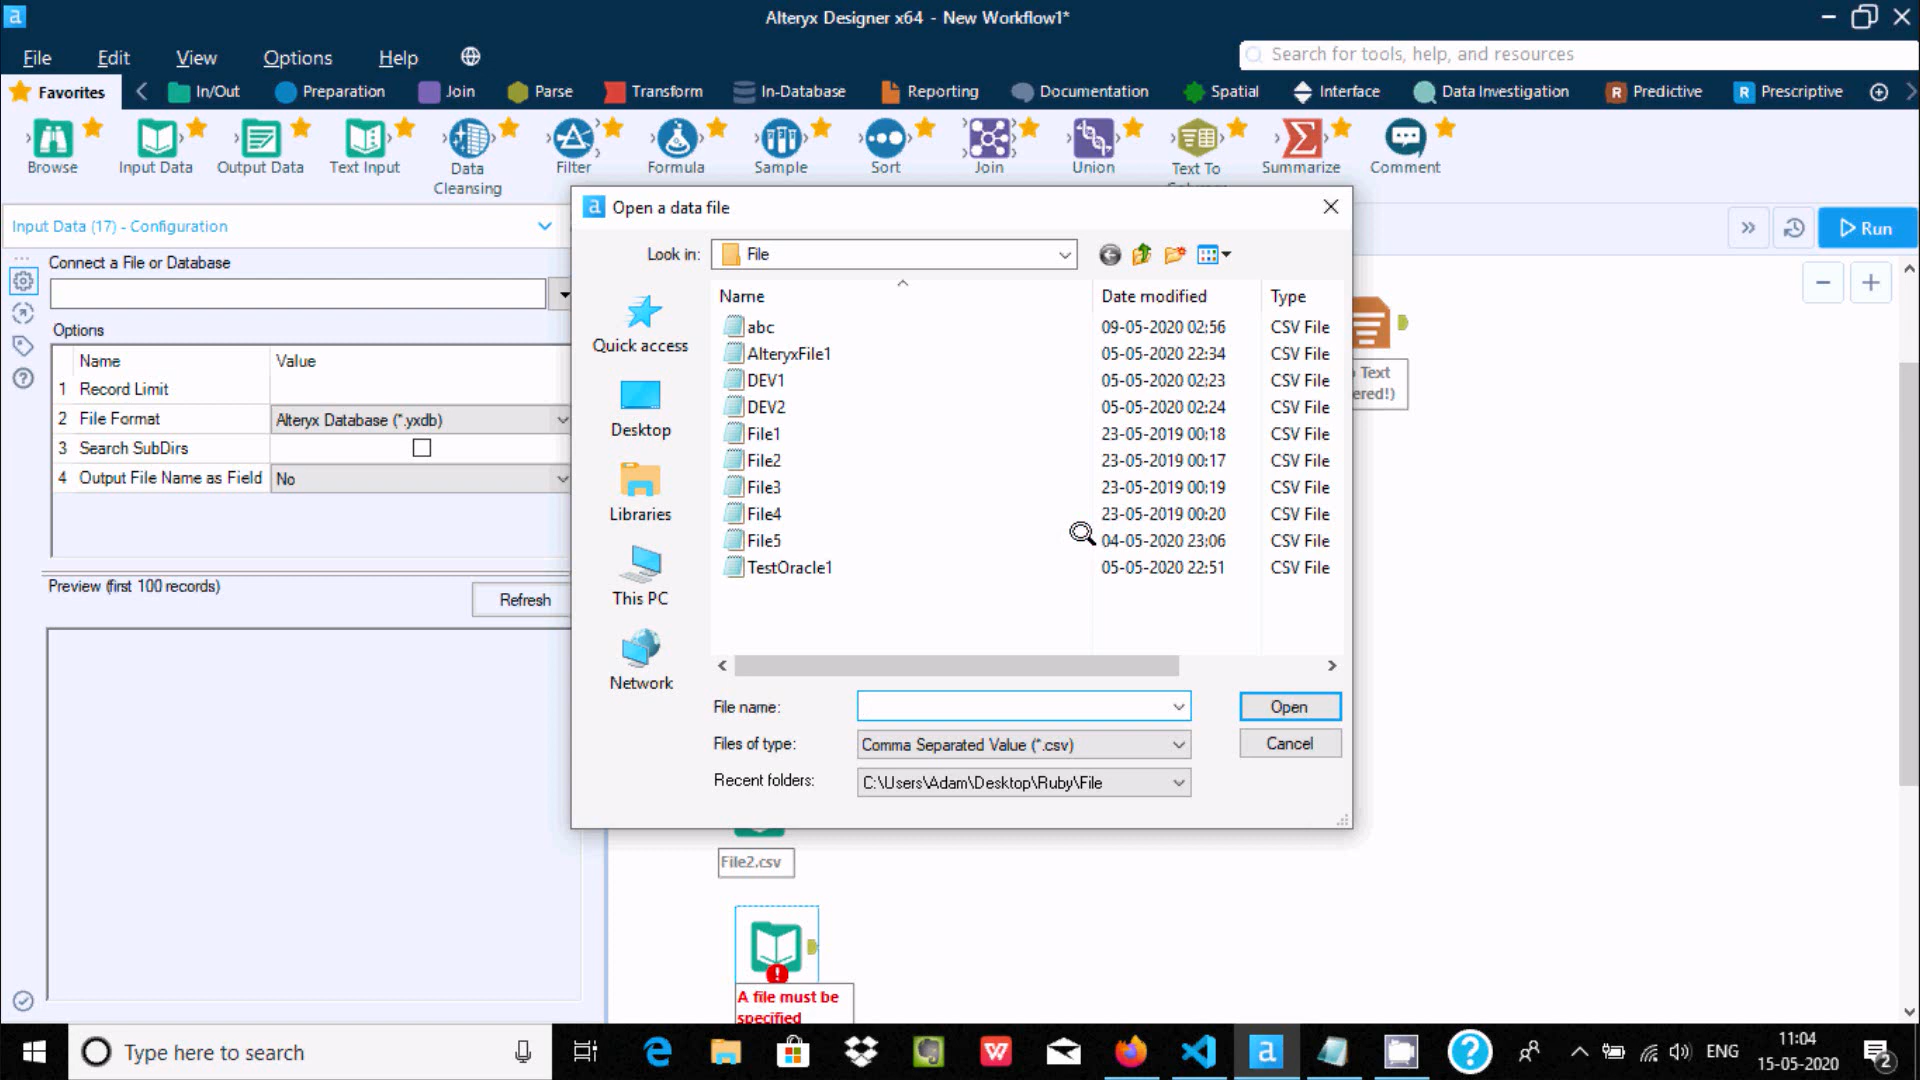 Alteryx Designer x64 - New Workflow1*
File Edit View Options Help
Search for tools, help, and resources
Favorites In/Out Preparation Join Parse Transform In-Database Reporting Documentation Spatial Interface Data Investigation Predictive Prescriptive
Browse Input Data Output Data Text Input Data Cleansing Filter Formula Sample Sort Join Union Text To Summarize Comment
Input Data (17) - Configuration
Run
Connect a File or Database
Options
Name Value
1 Record Limit
2 File Format Alteryx Database (*.yxdb)
3 Search SubDirs
4 Output File Name as Field No
Preview (first 100 records)
Refresh
Open a data file
Look in: File
Quick access
Desktop
Libraries
This PC
Network
Name Date modified Type
abc 09-05-2020 02:56 CSV File
AlteryxFile1 05-05-2020 22:34 CSV File
DEV1 05-05-2020 02:23 CSV File
DEV2 05-05-2020 02:24 CSV File
File1 23-05-2019 00:18 CSV File
File2 23-05-2019 00:17 CSV File
File3 23-05-2019 00:19 CSV File
File4 23-05-2019 00:20 CSV File
File5 04-05-2020 23:06 CSV File
TestOracle1 05-05-2020 22:51 CSV File
File name:
Open
Files of type: Comma Separated Value (*.csv)
Cancel
Recent folders: C:\Users\Adam\Desktop\Ruby\File
Text
ered!)
File2.csv
A file must be
specified
Type here to search
ENG
11:04
15-05-2020
2